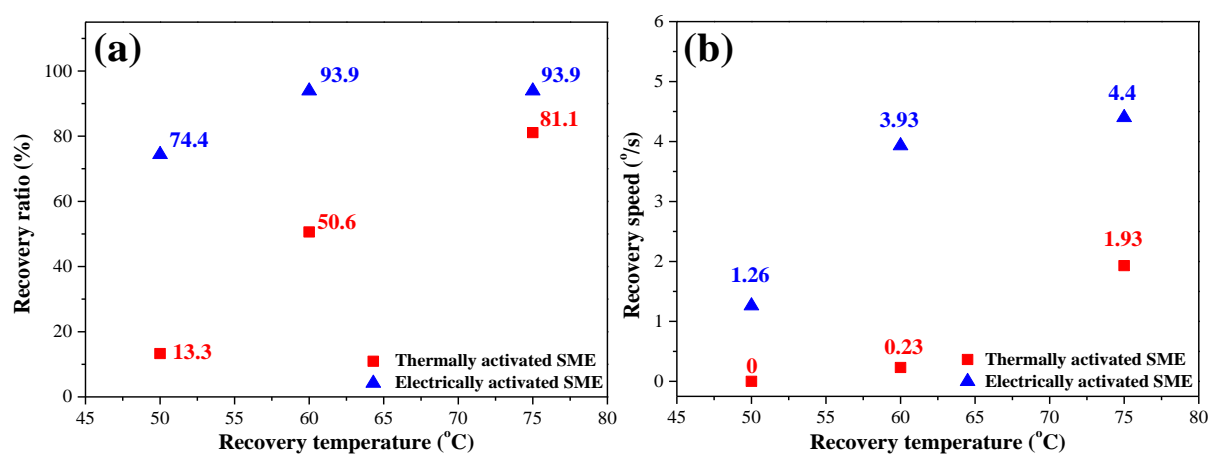 (a)
Recovery ratio (%)
100
80
60
40
20
0
93.9
93.9
81.1
74.4
50.6
13.3
Thermally activated SME
Electrically activated SME
45 50 55 60 65 70 75 80
Recovery temperature (°C)
(b)
Recovery speed (°/s)
6
5
4
3
2
1
0
4.4
3.93
1.93
1.26
0.23
0
Thermally activated SME
Electrically activated SME
45 50 55 60 65 70 75 80
Recovery temperature (°C)